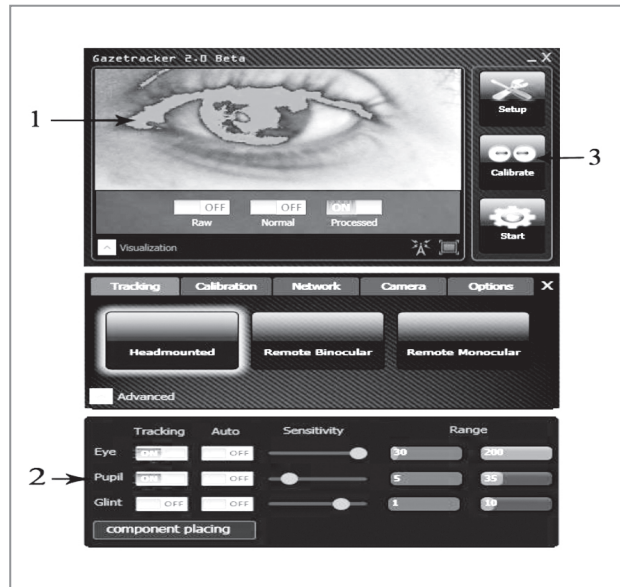 Gazetracker 2.0 Beta
1
Setup
Calibrate
3
Start
OFF OFF ON
Raw Normal Processed
Visualization
Tracking Calibration Network Camera Options X
Headmounted Remote Binocular Remote Monocular
Advanced
Tracking Auto Sensitivity Range
Eye ON OFF 30 200
2
Pupil ON OFF 5 35
Glint OFF OFF 1 10
component placing